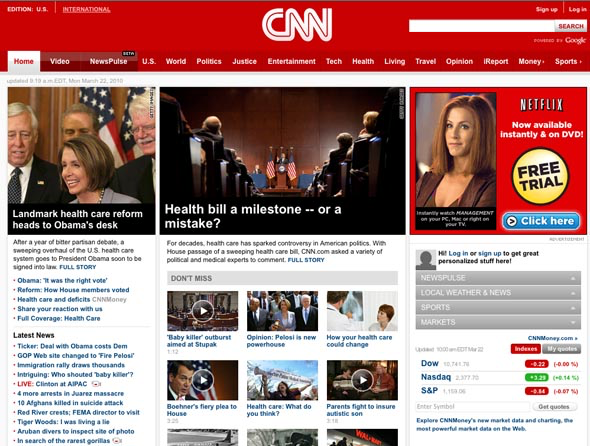 EDITION: U.S. INTERNATIONAL
Sign up Log in
CNN
SEARCH
POWERED BY Google
Home Video NewsPulse BETA U.S. World Politics Justice Entertainment Tech Health Living Travel Opinion iReport Money› Sports›
updated 9:19 a.m.EDT, Mon March 22, 2010
Landmark health care reform
heads to Obama's desk
After a year of bitter partisan debate, a
sweeping overhaul of the U.S. health care
system goes to President Obama soon to be
signed into law. FULL STORY
• Obama: 'It was the right vote'
• Reform: How House members voted
• Health care and deficits CNNMoney
• Share your reaction with us
• Full Coverage: Health Care
Latest News
• Ticker: Deal with Obama costs Dem
• GOP Web site changed to 'Fire Pelosi'
• Immigration rally draws thousands
• Intriguing: Who shouted 'baby killer'?
• LIVE: Clinton at AIPAC
• 4 more arrests in Juarez massacre
• 10 Afghans killed in suicide attack
• Red River crests; FEMA director to visit
• Tiger Woods: I was living a lie
• Aruban divers to inspect site of photo
• In search of the rarest gorillas
Health bill a milestone -- or a
mistake?
For decades, health care has sparked controversy in American politics. With
House passage of a sweeping health care bill, CNN.com asked a variety of
political and medical experts to comment. FULL STORY
DON'T MISS
'Baby killer' outburst
aimed at Stupak
1:12
Opinion: Pelosi is new
powerhouse
How your health care
could change
Boehner's fiery plea to
House
3:25
Health care: What do
you think?
Parents fight to insure
autistic son
3:18
NETFLIX
Now available
instantly & on DVD!
FREE
TRIAL
Instantly watch MANAGEMENT
on your PC, Mac or right on
your TV.
Click here
ADVERTISEMENT
Hi! Log in or sign up to get great
personalized stuff here!
NEWSPULSE
LOCAL WEATHER & NEWS
SPORTS
MARKETS
CNNMoney.com »
Updated 10:00am EDT Mar 22
Indexes My quotes
Dow 10,741.76 -0.22 (-0.00 %)
Nasdaq 2,377.70 +3.29 (+0.14 %)
S&P 1,159.06 -0.84 (-0.07 %)
Enter Symbol Get quotes
Explore CNNMoney's new market data and charting, the
most powerful market data on the Web.